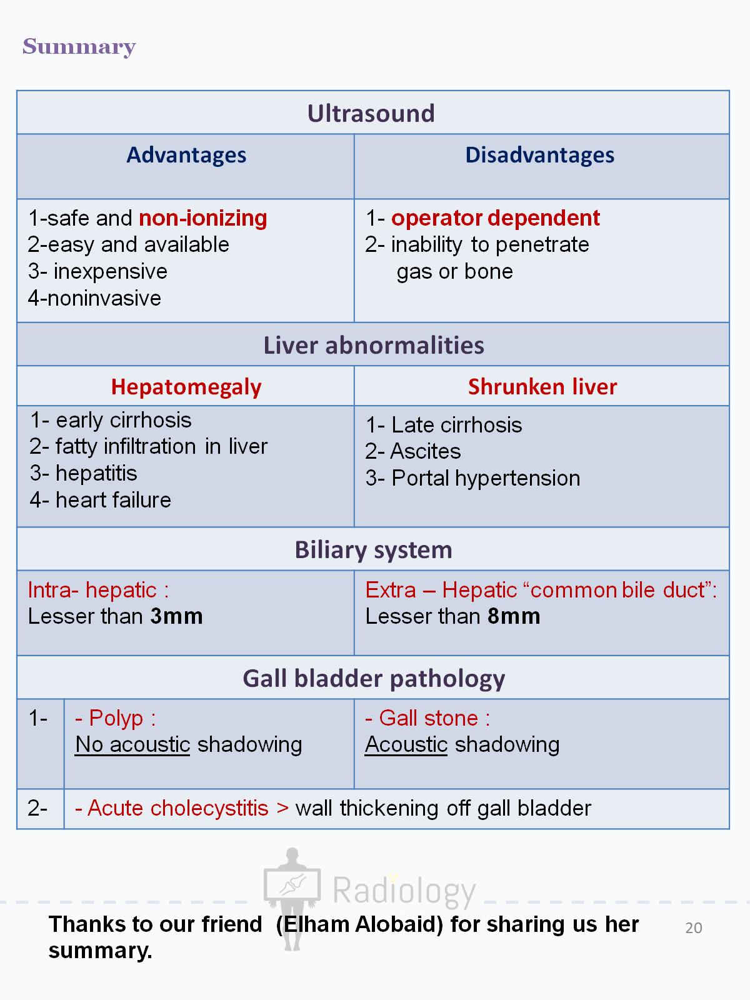 Summary
Ultrasound
Advantages
Disadvantages
1-safe and non-ionizing
2-easy and available
3- inexpensive
4-noninvasive
1- operator dependent
2- inability to penetrate
gas or bone
Liver abnormalities
Hepatomegaly
Shrunken liver
1- early cirrhosis
2- fatty infiltration in liver
3- hepatitis
4- heart failure
1- Late cirrhosis
2- Ascites
3- Portal hypertension
Biliary system
Intra- hepatic :
Lesser than 3mm
Extra – Hepatic “common bile duct”:
Lesser than 8mm
Gall bladder pathology
1-
- Polyp :
No acoustic shadowing
- Gall stone :
Acoustic shadowing
2-
- Acute cholecystitis > wall thickening off gall bladder
Radiology
Thanks to our friend (Elham Alobaid) for sharing us her
summary.
20